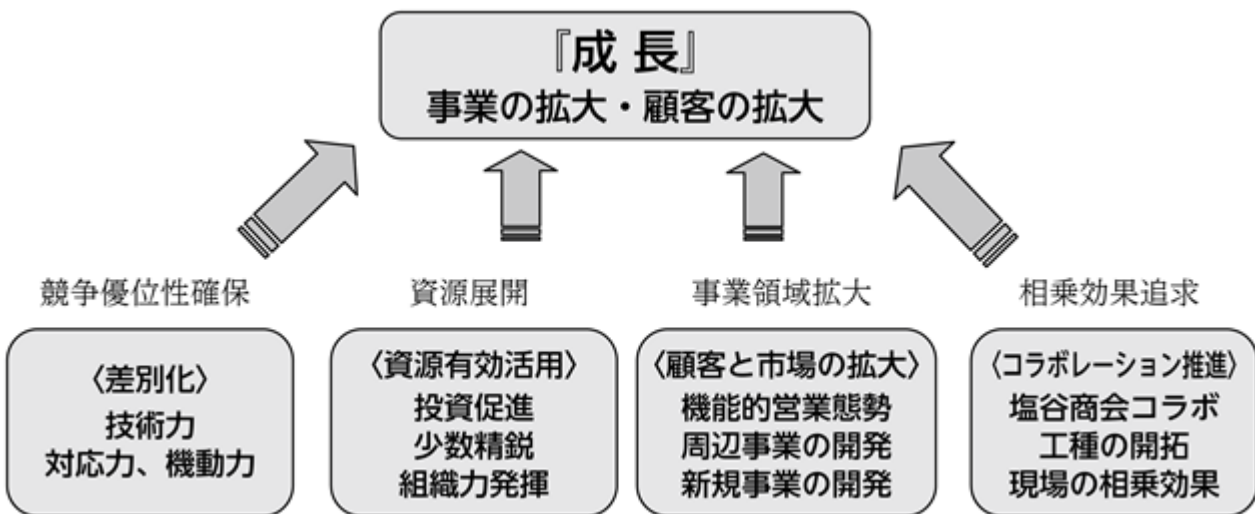 『成 長』
事業の拡大・顧客の拡大
競争優位性確保
〈差別化〉
技術力
対応力、機動力
資源展開
〈資源有効活用〉
投資促進
少数精鋭
組織力発揮
事業領域拡大
〈顧客と市場の拡大〉
機能的営業態勢
周辺事業の開発
新規事業の開発
相乗効果追求
〈コラボレーション推進〉
塩谷商会コラボ
工種の開拓
現場の相乗効果